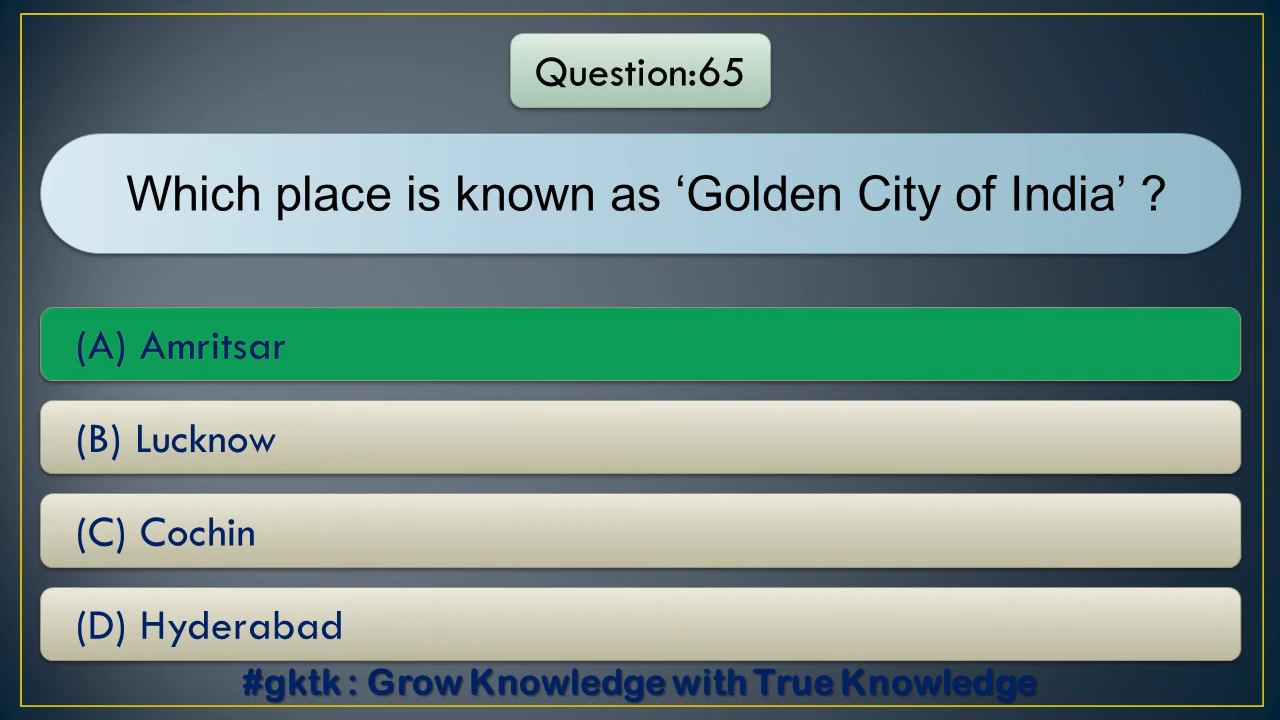 Question:65
Which place is known as ‘Golden City of India’ ?
(A) Amritsar
(B) Lucknow
(C) Cochin
(D) Hyderabad
#gktk : Grow Knowledge with True Knowledge